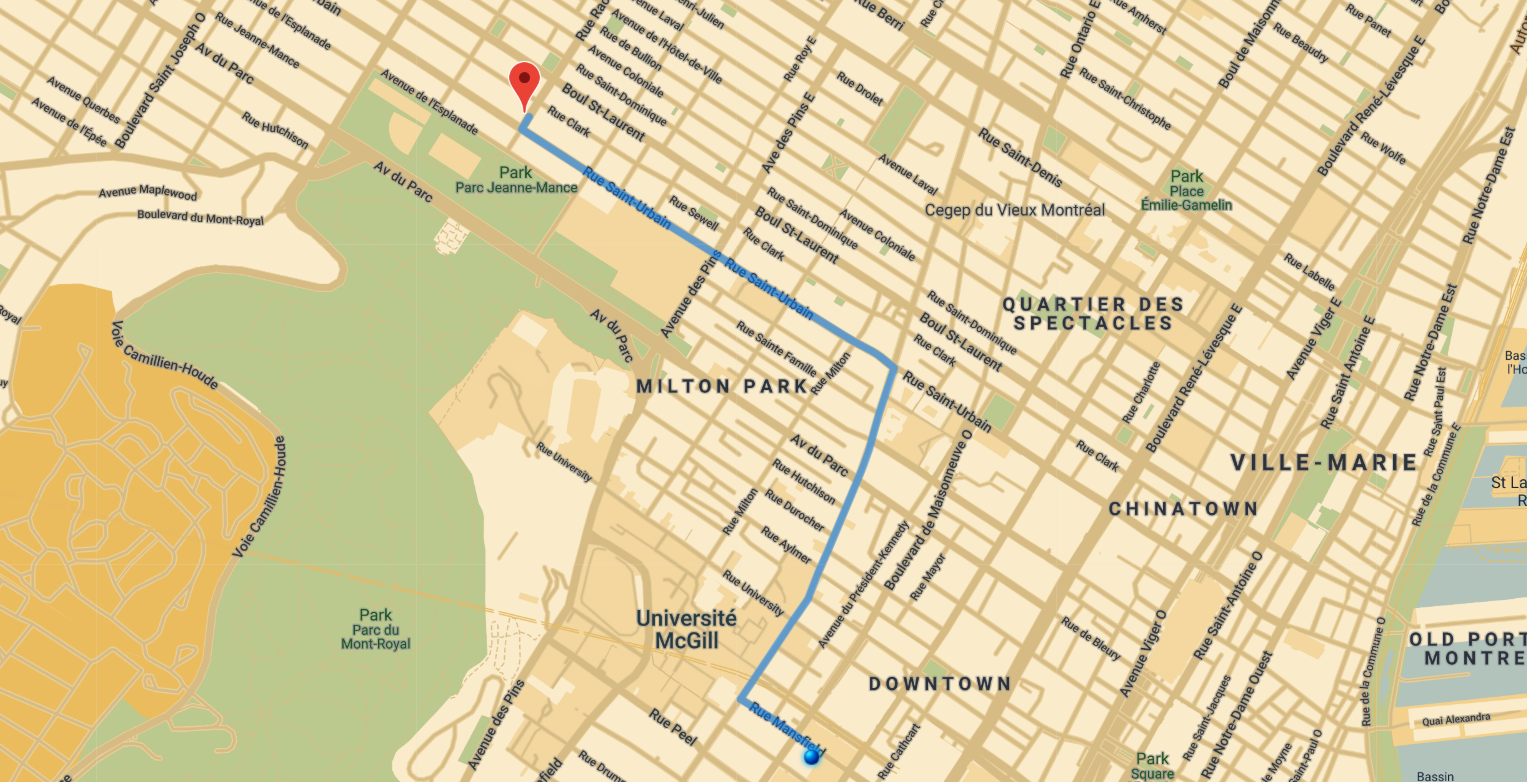 Rue de l'Esplanade
Rue Jeanne-Mance
Boulevard Saint Joseph O
Av du Parc
Avenue Querbes
Avenue de l'Épée
Rue Hutchison
Avenue Maplewood
Boulevard du Mont-Royal
Avenue de l'Esplanade
Avenue Laval
Avenue de l'Hôtel-de-Ville
Rue de Bullion
Avenue Coloniale
Rue Saint-Dominique
Boul St-Laurent
Rue Clark
Rue Roy E
Rue Berri
Rue Drolet
Ave des Pins E
Rue Ontario E
Rue Amherst
Rue Saint-Christophe
Rue Beaudry
Rue Panet
Boulevard René-Lévesque E
Rue Wolfe
Rue Notre-Dame Est
Park
Parc Jeanne-Mance
Av du Parc
Rue Saint-Urbain
Rue Sewell
Rue Saint-Denis
Avenue Laval
Park
Place
Émilie-Gamelin
Cegep du Vieux Montréal
Rue Saint-Dominique
Avenue Coloniale
Boul St-Laurent
Rue Clark
Rue Saint-Urbain
Avenue des Pins
Av du Parc
Rue Labelle
QUARTIER DES
SPECTACLES
Avenue Viger E
Rue Saint Antoine E
Rue Notre-Dame Est
Rue Saint-Dominique
Boul St-Laurent
Rue Clark
Boulevard René-Lévesque E
Rue Charlotte
Rue Sainte Famille
Rue Milton
MILTON PARK
Rue Saint-Urbain
Voie Camillien-Houde
Voie Camillien-Houde
Rue University
Av du Parc
Rue Hutchison
Rue Durocher
Rue Aylmer
Rue Milton
Rue University
Boulevard de Maisonneuve O
Avenue du Président-Kennedy
Rue Mayor
Rue Clark
VILLE-MARIE
CHINATOWN
Rue Saint Paul Est
Rue de la Commune E
Park
Parc du
Mont-Royal
Université
McGill
DOWNTOWN
Rue de Bleury
Avenue Viger O
Rue Saint-Antoine O
Rue Saint-Jacques
Rue Notre-Dame Ouest
Rue de la Commune O
Quai Alexandra
Rue Mansfield
Rue Peel
Rue Cathcart
Avenue des Pins
Park
Square
Bassin